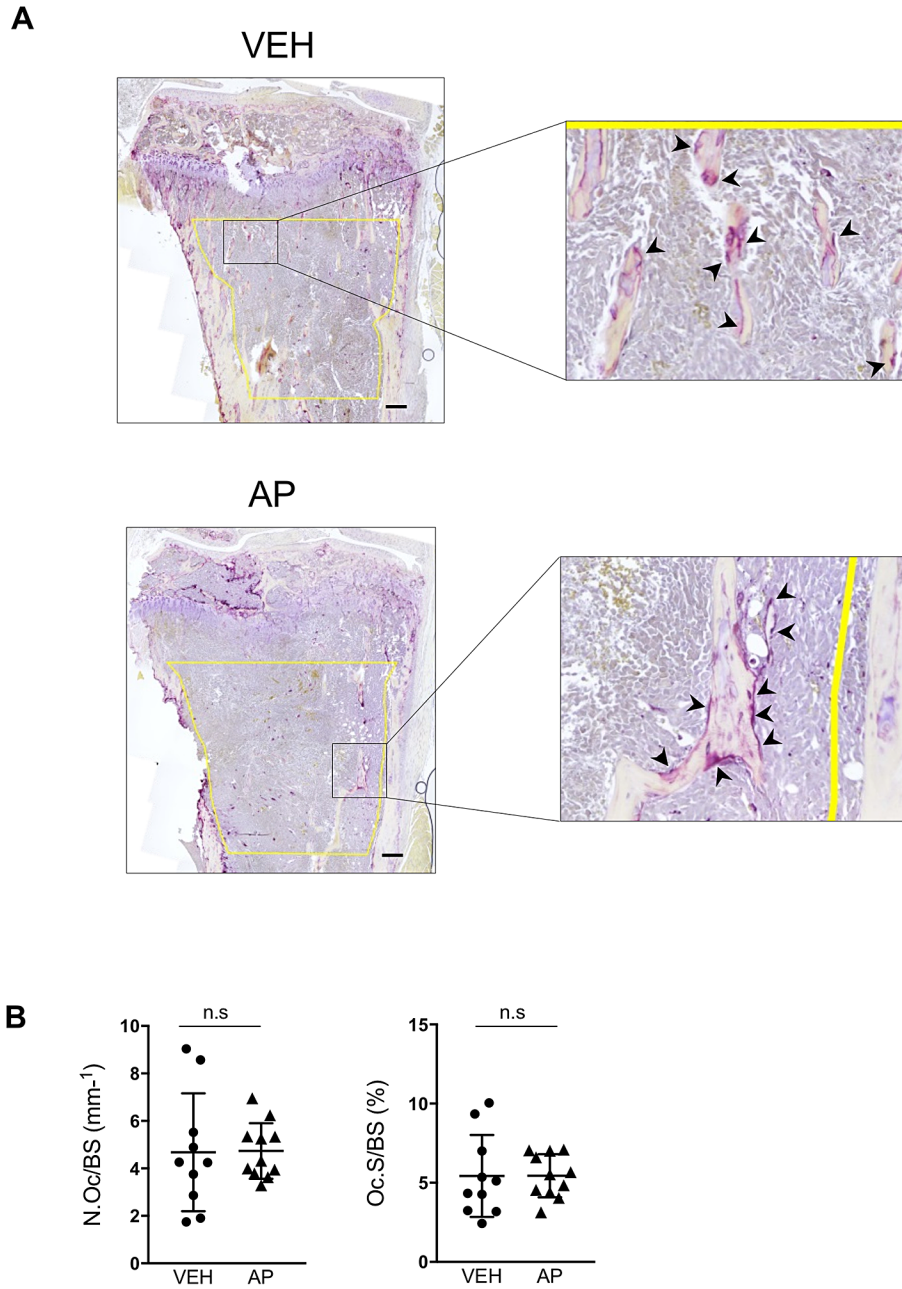 A
VEH
AP
B
n.s
10
8
6
4
2
0
N.Oc/BS (mm-1)
VEH
AP
n.s
15
10
5
0
Oc.S/BS (%)
VEH
AP